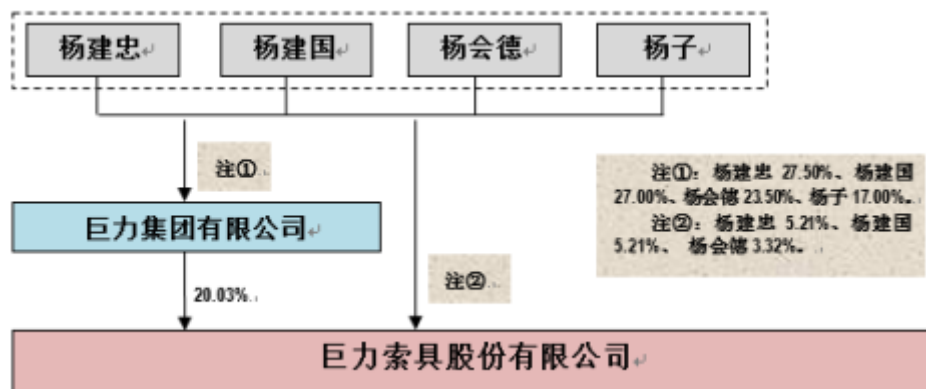 杨建忠
杨建国
杨会德
杨子
注①
注①：杨建忠 27.50%、杨建国
27.00%、杨会德 23.50%、杨子 17.00%。
注②：杨建忠 5.21%、杨建国
5.21%、 杨会德 3.32%。
巨力集团有限公司
注②
20.03%
巨力索具股份有限公司